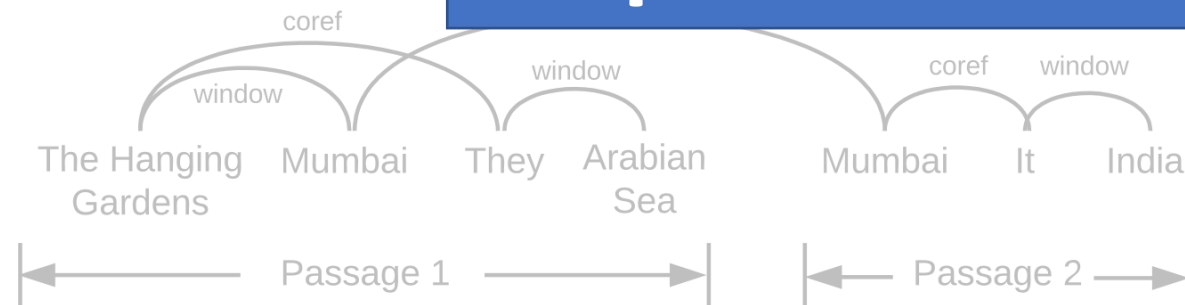 coref
window
window
coref window
The Hanging Gardens
Mumbai
They
Arabian Sea
Mumbai
It
India
Passage 1
Passage 2